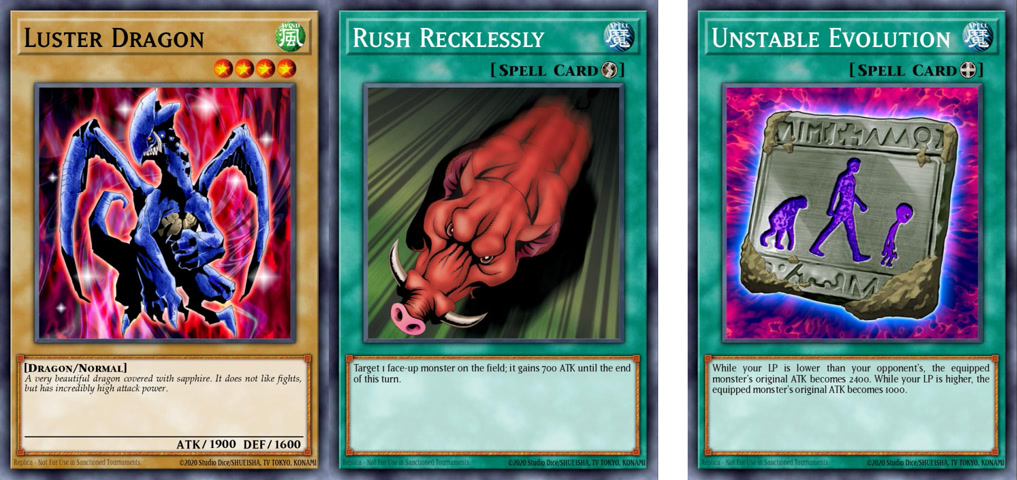 LUSTER DRAGON
WIND
風
[DRAGON/NORMAL]
A very beautiful dragon covered with sapphire. It does not like fights,
but has incredibly high attack power.
ATK/1900 DEF/1600
Replica - Not For Use in Sanctioned Tournaments
©2020 Studio Dice/SHUEISHA, TV TOKYO, KONAMI
RUSH RECKLESSLY
魔
[SPELL CARD]
Target 1 face-up monster on the field; it gains 700 ATK until the end
of this turn.
Replica - Not For Use in Sanctioned Tournaments
©2020 Studio Dice/SHUEISHA, TV TOKYO, KONAMI
UNSTABLE EVOLUTION
魔
[SPELL CARD]
While your LP is lower than your opponent's, the equipped
monster's original ATK becomes 2400. While your LP is higher, the
equipped monster's original ATK becomes 1000.
Replica - Not For Use in Sanctioned Tournaments
©2020 Studio Dice/SHUEISHA, TV TOKYO, KONAMI